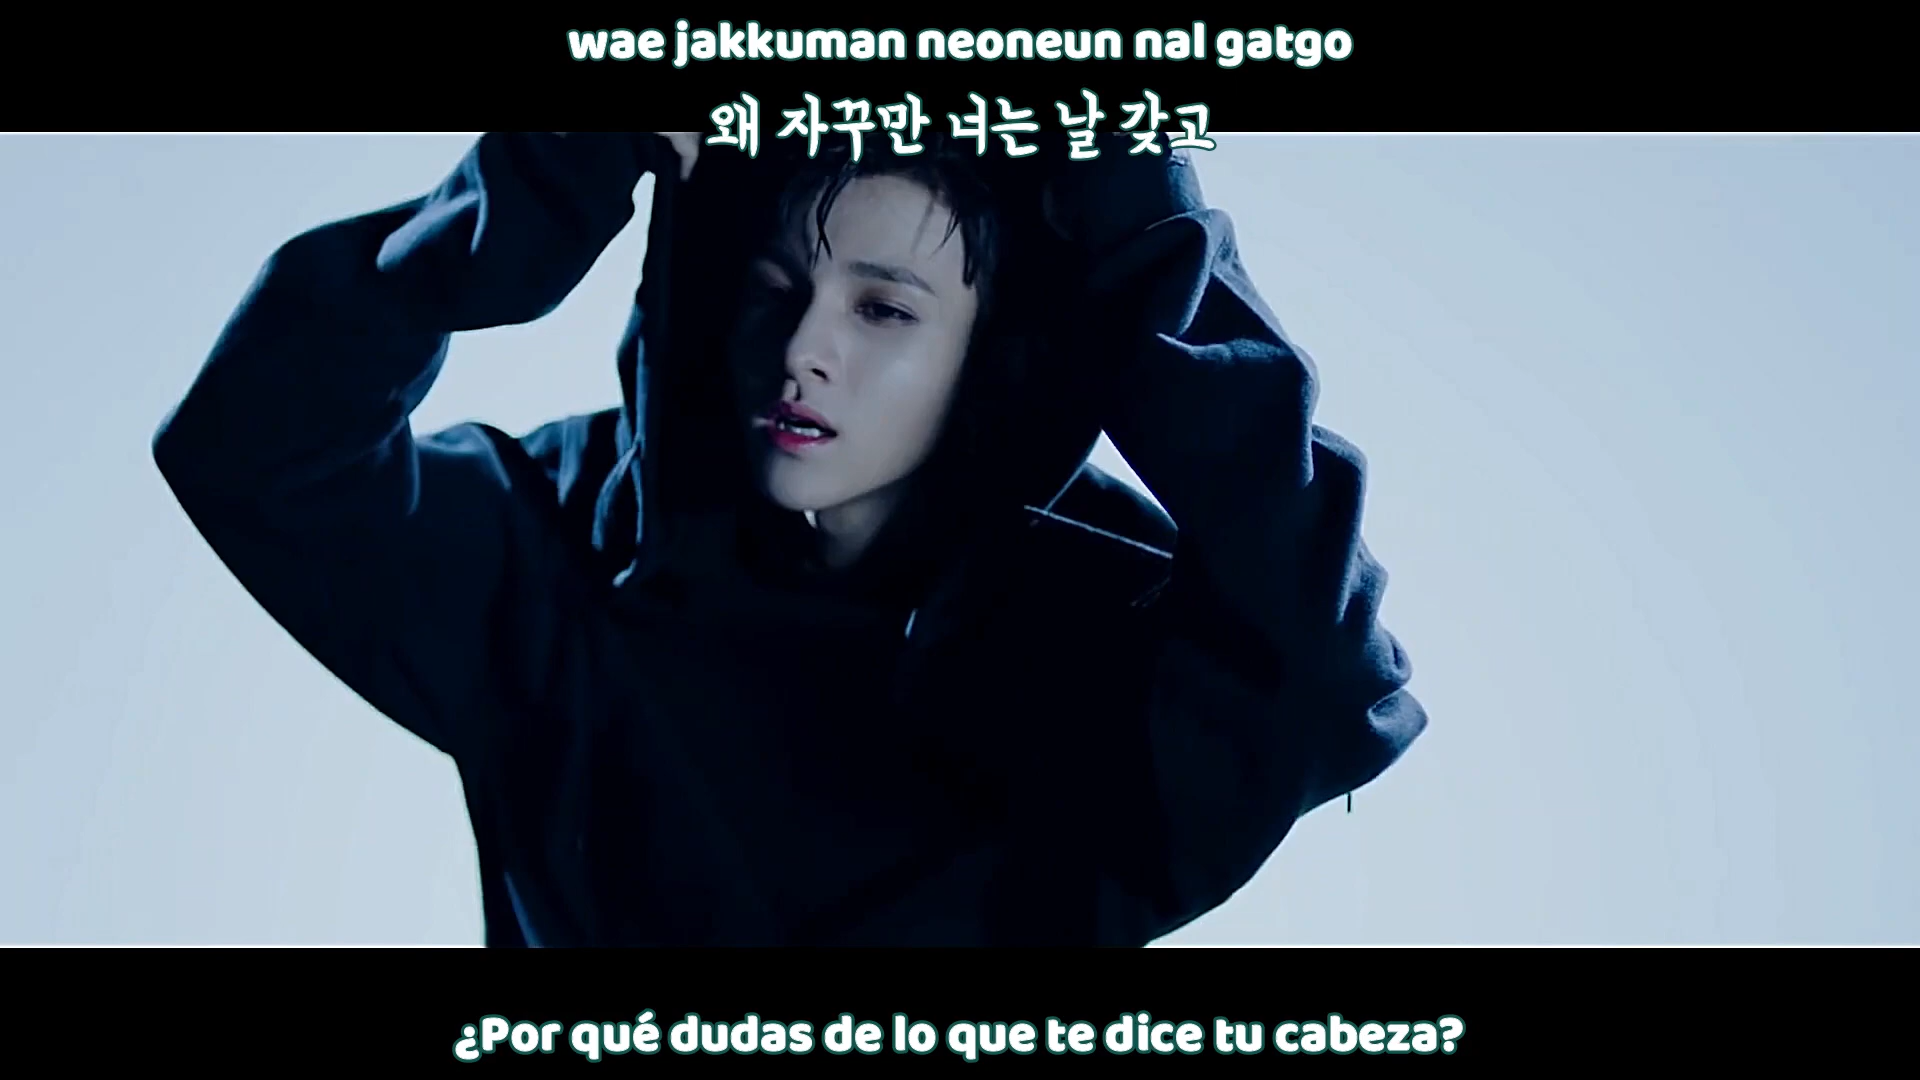 wae jakkuman neoneun nal gatgo
왜 자꾸만 너는 날 갖고
¿Por qué dudas de lo que te dice tu cabeza?